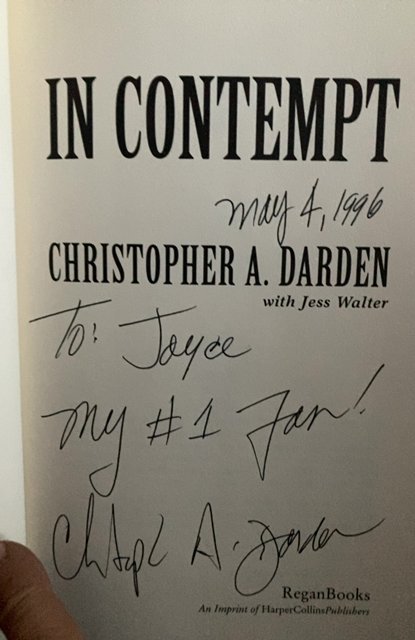 IN CONTEMPT
May 4, 1996
CHRISTOPHER A. DARDEN
with Jess Walter
To: Joyce
My #1 Fan!
Christopher A. Darden
ReganBooks
An Imprint of HarperCollinsPublishers